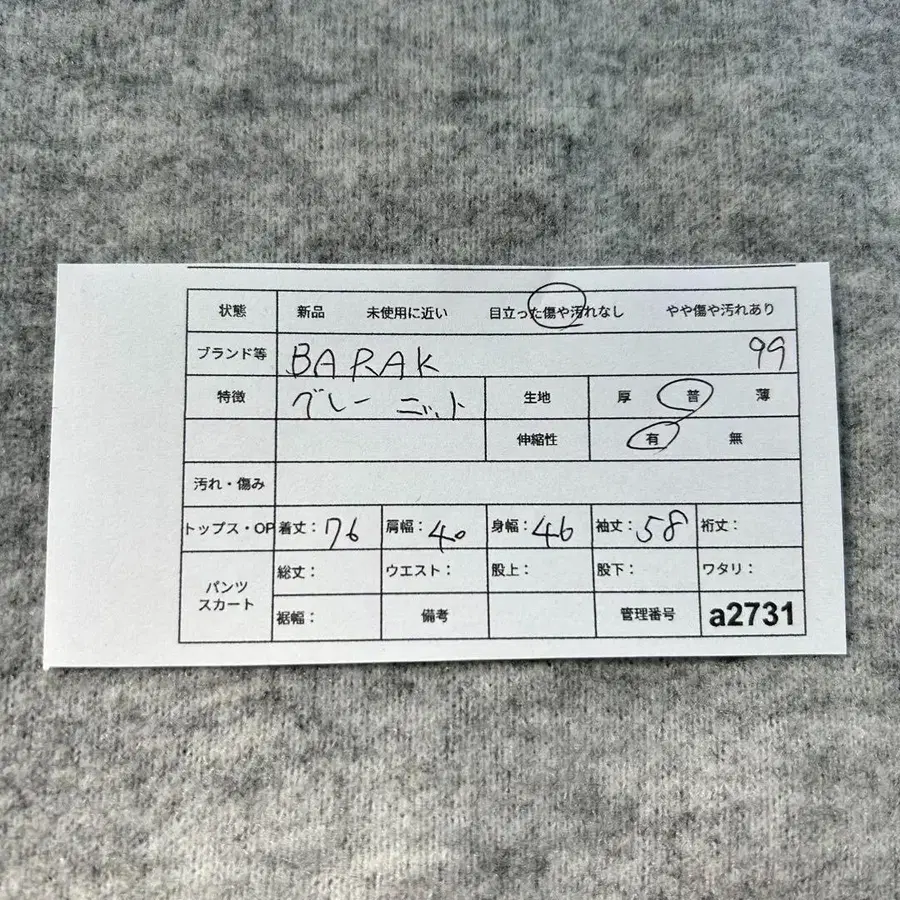 状態 新品 未使用に近い 目立った傷や汚れなし やや傷や汚れあり
ブランド等 BARAK 99
特徴 グレー ニット 生地 厚 普 薄
伸縮性 有 無
汚れ・傷み
トップス・OP 着丈：76 肩幅：40 身幅：46 袖丈：58 裄丈：
パンツ スカート 総丈： ウエスト： 股上： 股下： ワタリ：
裾幅： 備考 管理番号 a2731